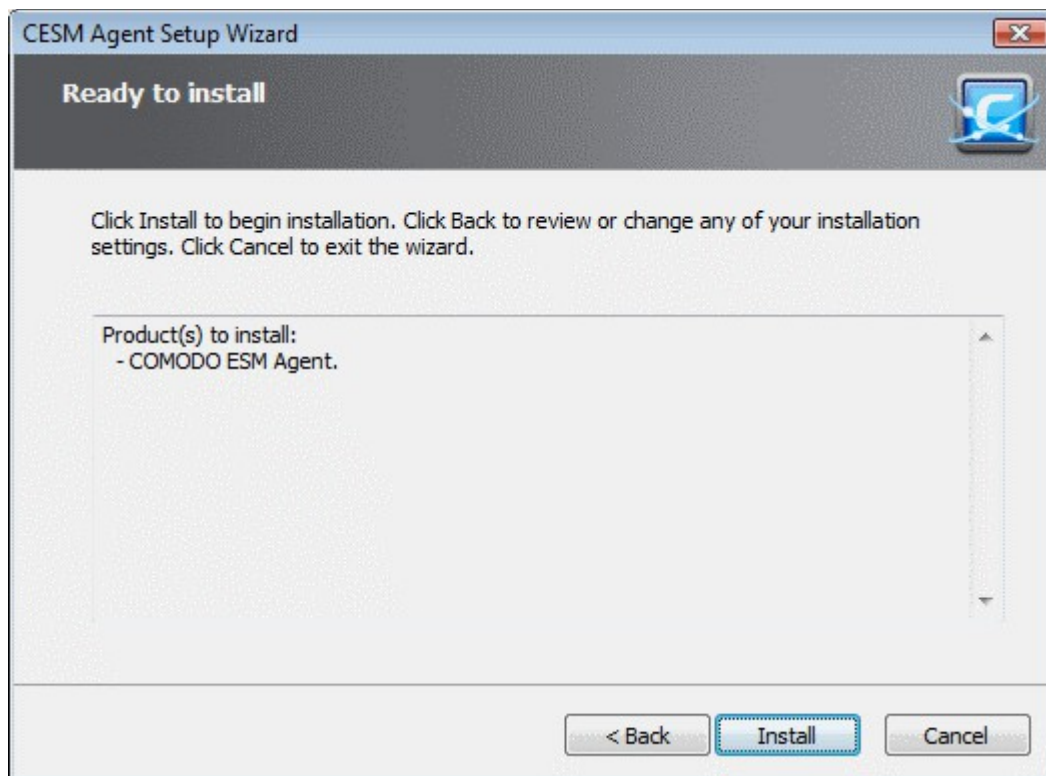 CESM Agent Setup Wizard
Ready to install
Click Install to begin installation. Click Back to review or change any of your installation
settings. Click Cancel to exit the wizard.
Product(s) to install:
- COMODO ESM Agent.
< Back
Install
Cancel